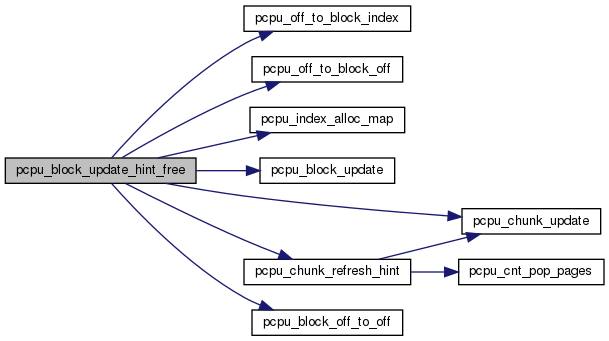 pcpu_off_to_block_index
pcpu_off_to_block_off
pcpu_index_alloc_map
pcpu_block_update_hint_free
pcpu_block_update
pcpu_chunk_update
pcpu_chunk_refresh_hint
pcpu_cnt_pop_pages
pcpu_block_off_to_off